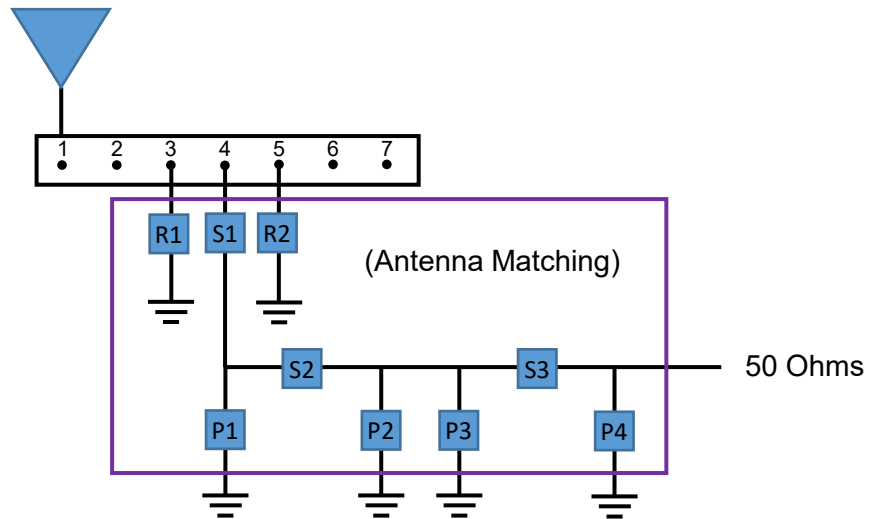 1 2 3 4 5 6 7
R1 S1 R2
(Antenna Matching)
S2 S3 50 Ohms
P1 P2 P3 P4